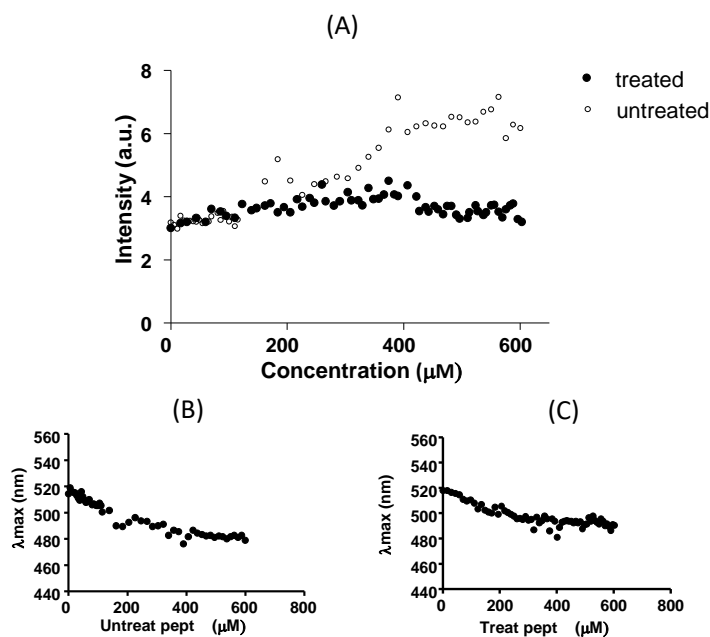 (A)
8
6
4
2
0
Intensity (a.u.)
0 200 400 600
Concentration (μM)
treated
untreated
(B)
560
540
520
500
480
460
440
λmax (nm)
0 200 400 600 800
Untreat pept (μM)
(C)
560
540
520
500
480
460
440
λmax (nm)
0 200 400 600 800
Treat pept (μM)